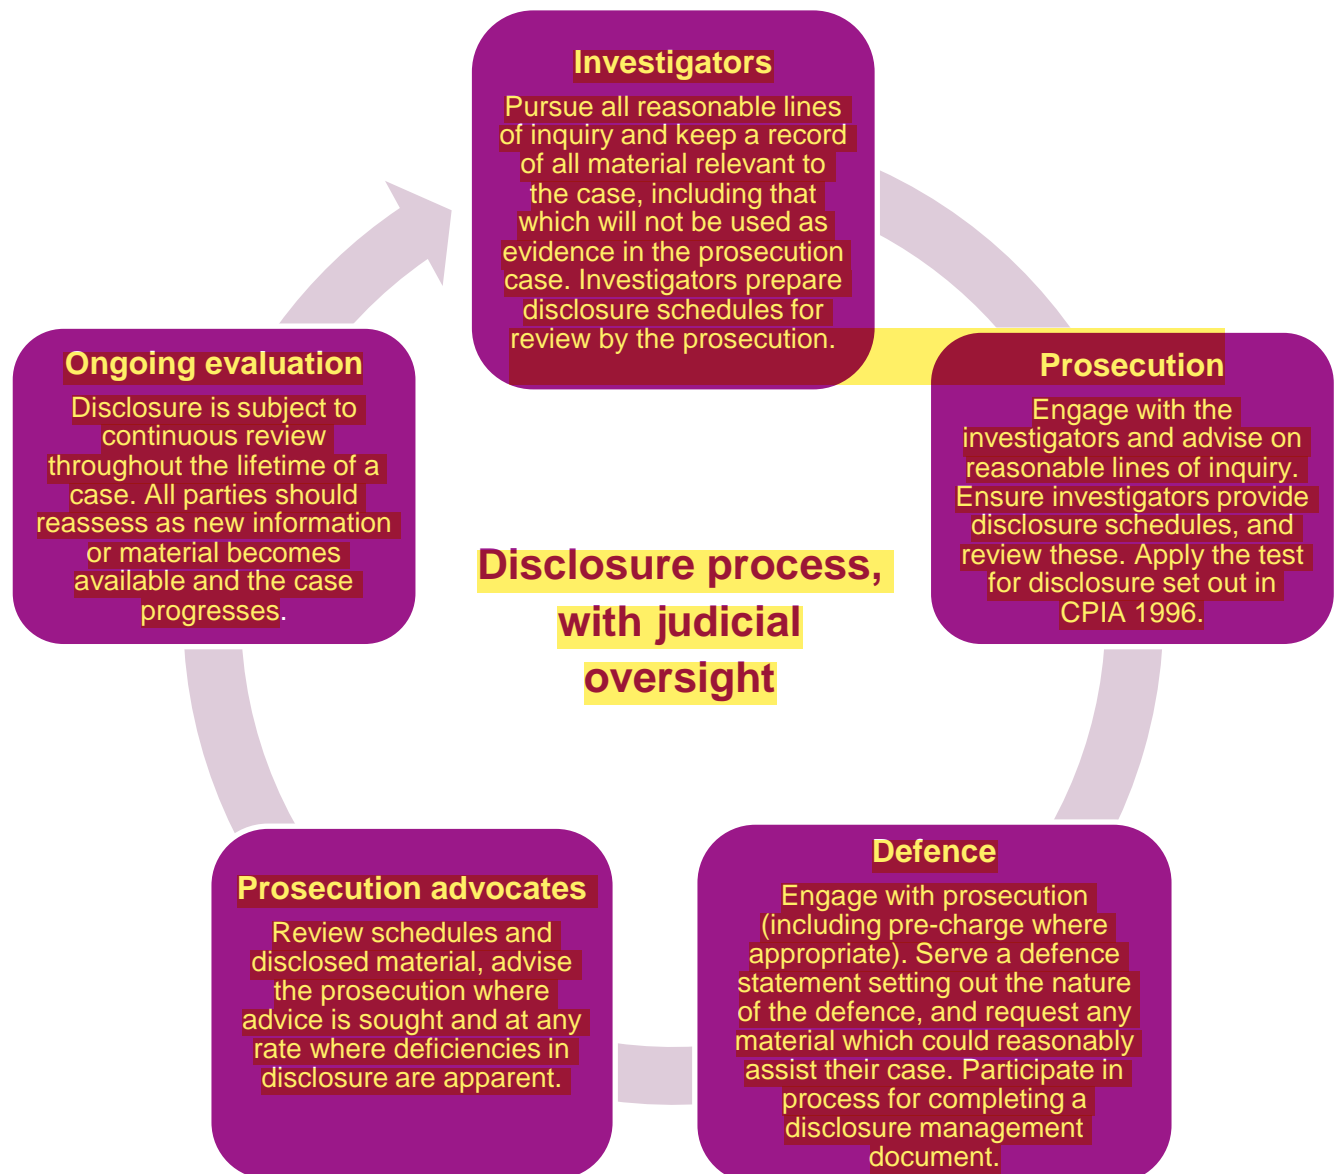 Investigators
Pursue all reasonable lines
of inquiry and keep a record
of all material relevant to
the case, including that
which will not be used as
evidence in the prosecution
case. Investigators prepare
disclosure schedules for
review by the prosecution.
Prosecution
Engage with the
investigators and advise on
reasonable lines of inquiry.
Ensure investigators provide
disclosure schedules, and
review these. Apply the test
for disclosure set out in
CPIA 1996.
Defence
Engage with prosecution
(including pre-charge where
appropriate). Serve a defence
statement setting out the nature
of the defence, and request any
material which could reasonably
assist their case. Participate in
process for completing a
disclosure management
document.
Prosecution advocates
Review schedules and
disclosed material, advise
the prosecution where
advice is sought and at any
rate where deficiencies in
disclosure are apparent.
Ongoing evaluation
Disclosure is subject to
continuous review
throughout the lifetime of a
case. All parties should
reassess as new information
or material becomes
available and the case
progresses.
Disclosure process,
with judicial
oversight